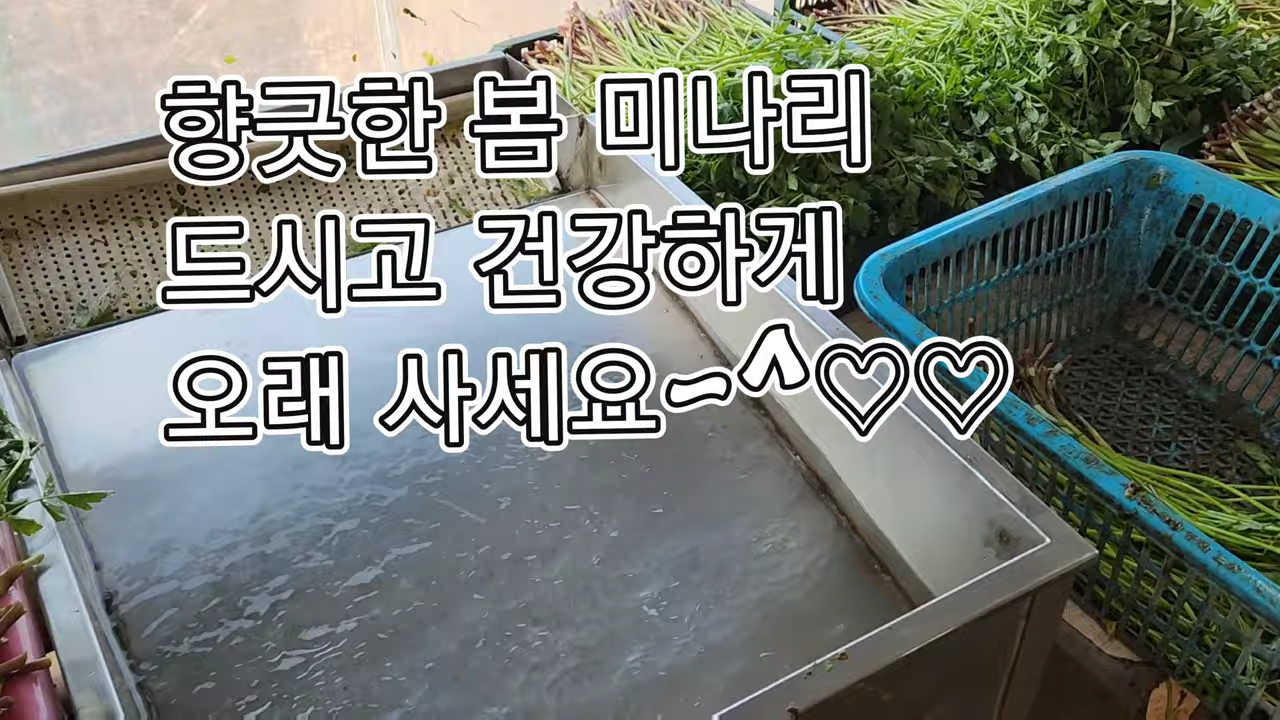 향긋한 봄 미나리
드시고 건강하게
오래 사세요~^♡♡